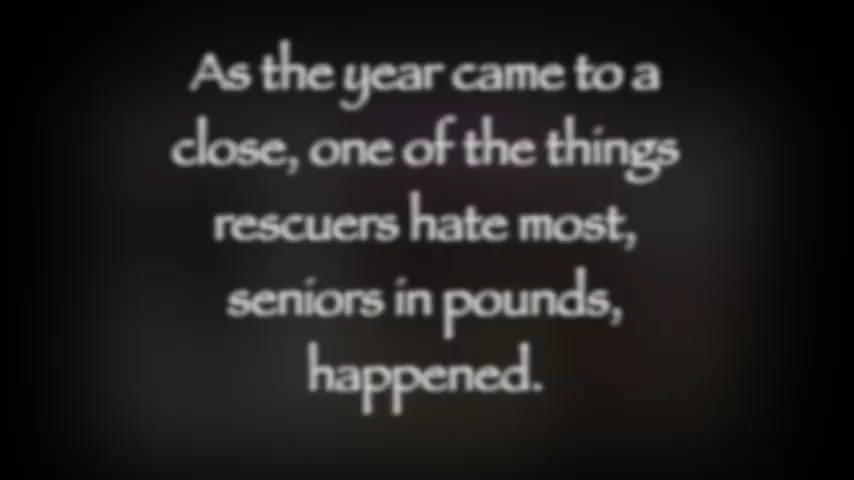 As the year came to a
close, one of the things
rescuers hate most,
seniors in pounds,
happened.